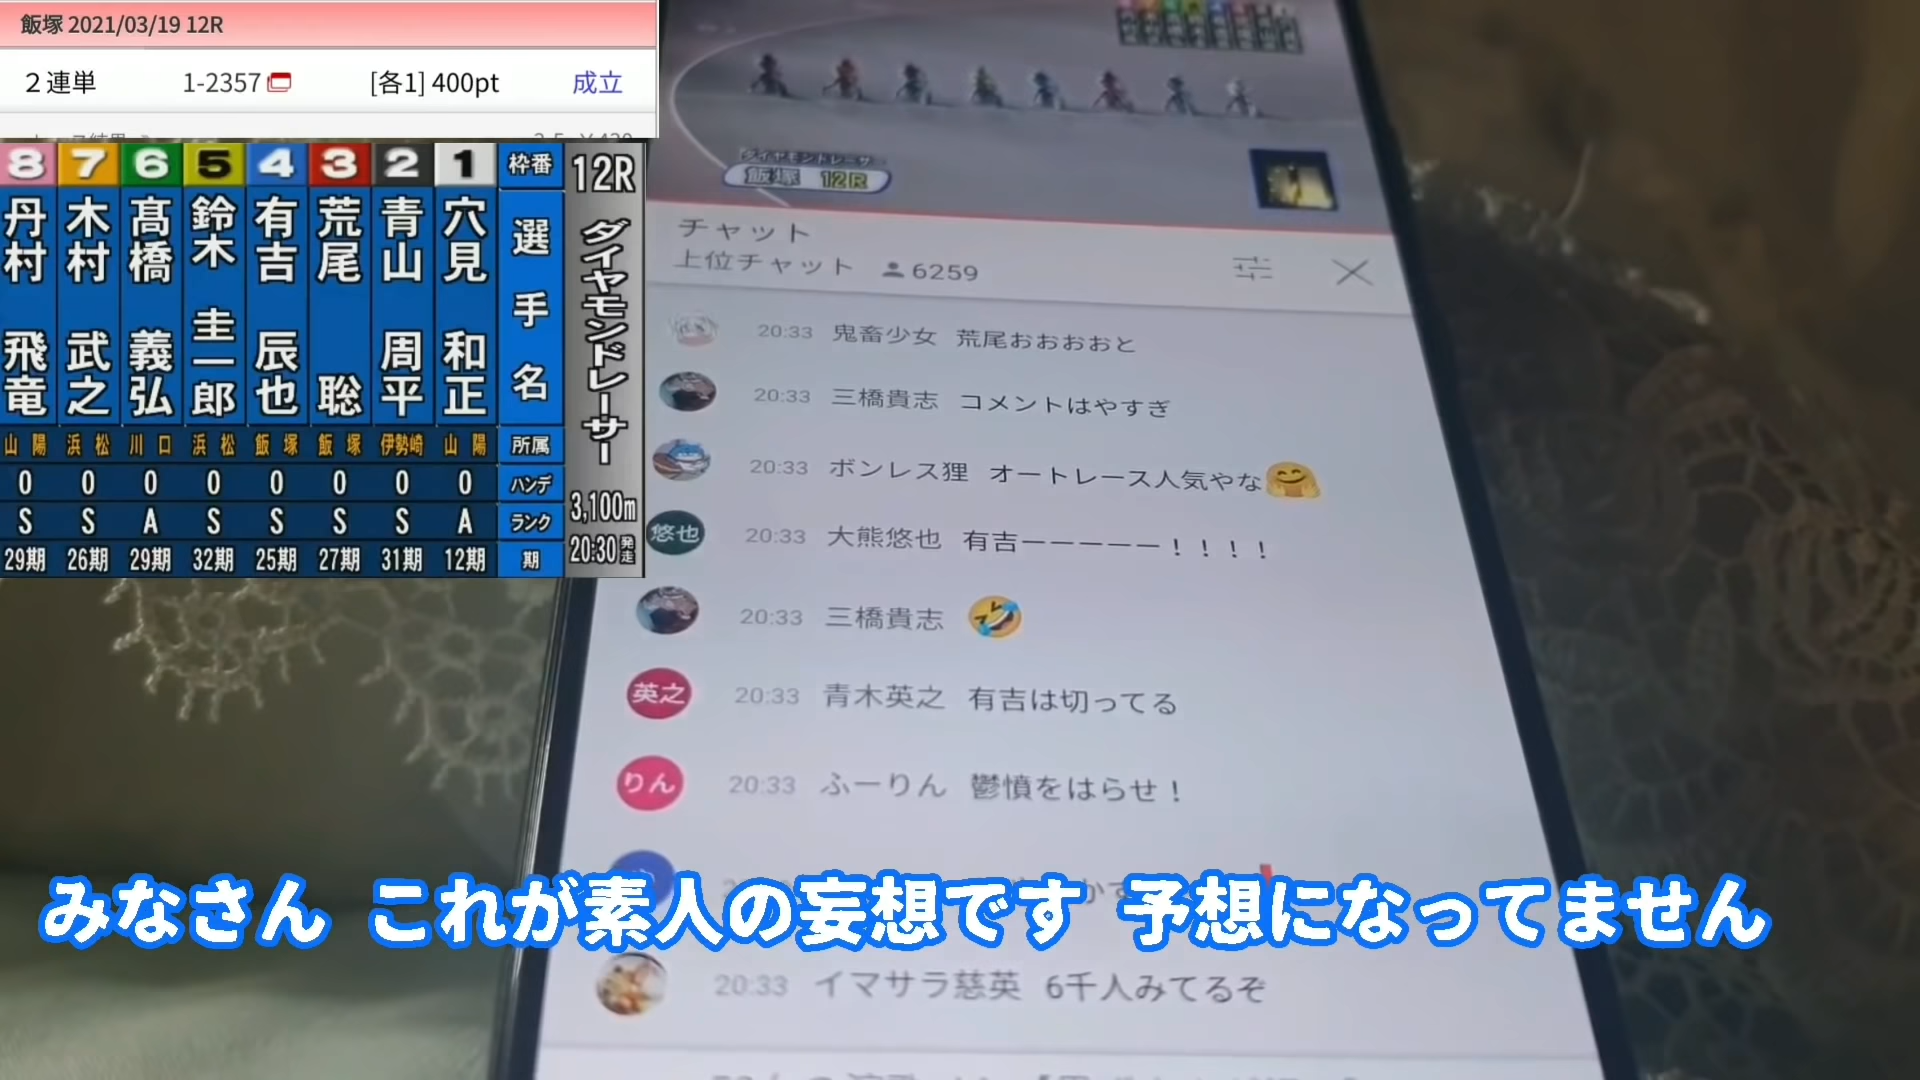 飯塚 2021/03/19 12R
２連単 1-2357 [各1] 400pt 成立
8 7 6 5 4 3 2 1 枠番 12R
丹村 飛竜
木村 武之
髙橋 義弘
鈴木 圭一郎
有吉 辰也
荒尾 聡
青山 周平
穴見 和正
選手名
ダイヤモンドレーサー
山陽 浜松 川口 浜松 飯塚 飯塚 伊勢崎 山陽 所属
0 0 0 0 0 0 0 0 ハンデ
S S A S S S S A ランク
3,100m
29期 26期 29期 32期 25期 27期 31期 12期 期
20:30発走
ダイヤモンドレーサー
飯塚 12R
チャット
上位チャット 6259
20:33 鬼畜少女 荒尾おおおおと
20:33 三橋貴志 コメントはやすぎ
20:33 ボンレス狸 オートレース人気やな🤗
悠也 20:33 大熊悠也 有吉ーーーーー！！！！
20:33 三橋貴志 🤣
英之 20:33 青木英之 有吉は切ってる
りん 20:33 ふーりん 鬱憤をはらせ！
みなさん これが素人の妄想です 予想になってません
20:33 イマサラ慈英 6千人みてるぞ